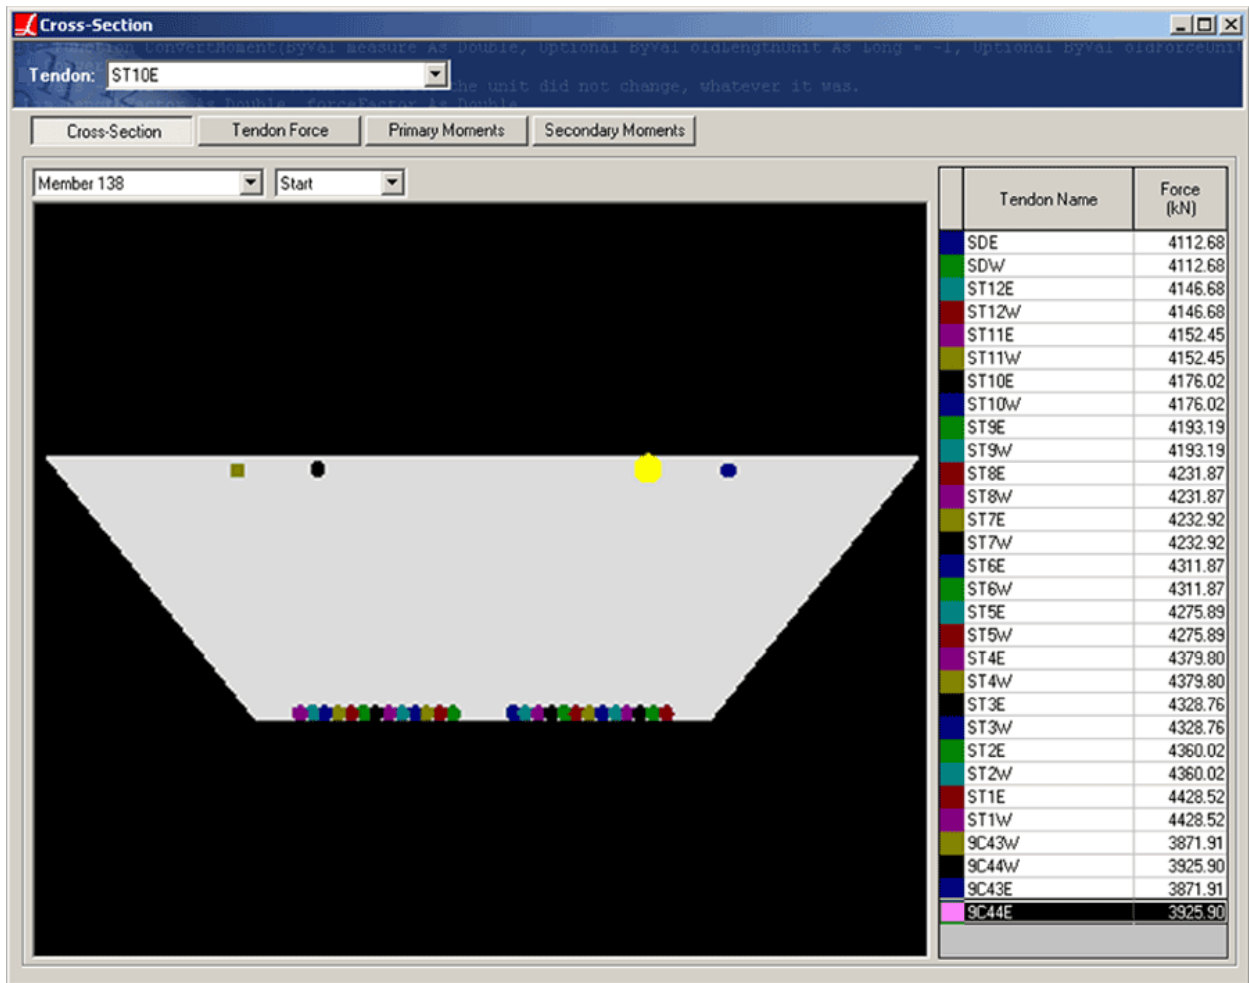 Cross-Section
Function ConvertMoment(ByVal measure As Double, Optional ByVal oldLengthUnit As Long = -1, Optional ByVal oldForceUnit
Tendon: ST10E
the unit did not change, whatever it was.
As Double, forceFactor As Double
Cross-Section Tendon Force Primary Moments Secondary Moments
Member 138 Start
Tendon Name Force (kN)
SDE 4112.68
SDW 4112.68
ST12E 4146.68
ST12W 4146.68
ST11E 4152.45
ST11W 4152.45
ST10E 4176.02
ST10W 4176.02
ST9E 4193.19
ST9W 4193.19
ST8E 4231.87
ST8W 4231.87
ST7E 4232.92
ST7W 4232.92
ST6E 4311.87
ST6W 4311.87
ST5E 4275.89
ST5W 4275.89
ST4E 4379.80
ST4W 4379.80
ST3E 4328.76
ST3W 4328.76
ST2E 4360.02
ST2W 4360.02
ST1E 4428.52
ST1W 4428.52
9C43W 3871.91
9C44W 3925.90
9C43E 3871.91
9C44E 3925.90